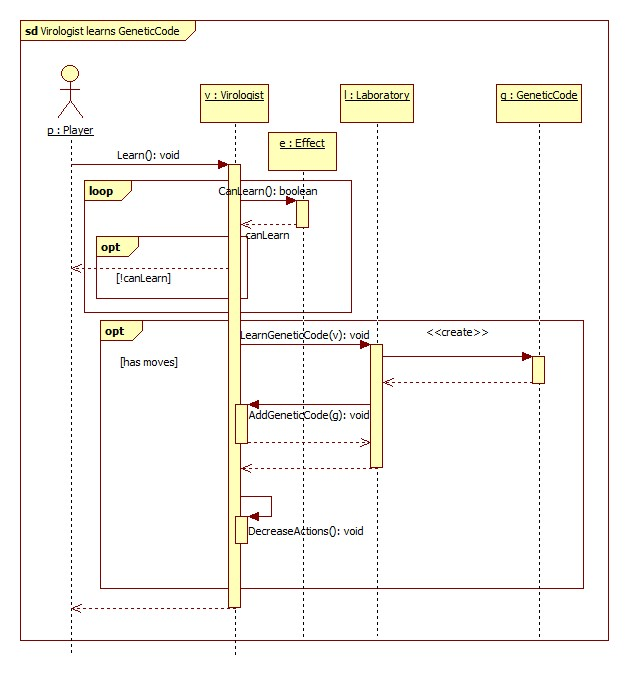 sd Virologist learns GeneticCode
v : Virologist
l : Laboratory
g : GeneticCode
p : Player
e : Effect
Learn(): void
loop
CanLearn(): boolean
canLearn
opt
[!canLearn]
opt
LearnGeneticCode(v): void
<<create>>
[has moves]
AddGeneticCode(g): void
DecreaseActions(): void